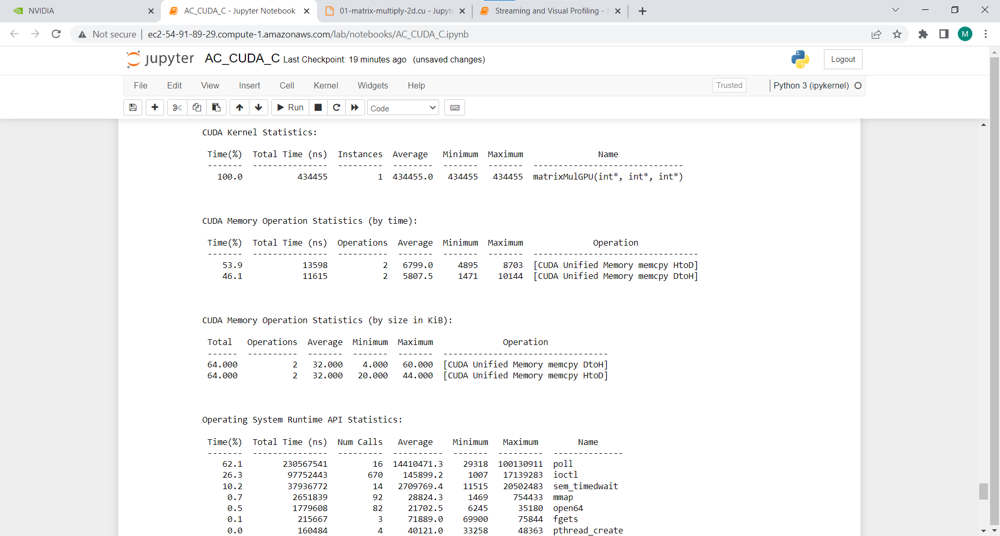 NVIDIA
AC_CUDA_C - Jupyter Notebook
01-matrix-multiply-2d.cu - Jupyte
Streaming and Visual Profiling - J
Not secure
ec2-54-91-89-29.compute-1.amazonaws.com/lab/notebooks/AC_CUDA_C.ipynb
M
jupyter AC_CUDA_C Last Checkpoint: 19 minutes ago (unsaved changes)
Logout
File Edit View Insert Cell Kernel Widgets Help
Trusted
Python 3 (ipykernel)
Run
Code
CUDA Kernel Statistics:
Time(%) Total Time (ns) Instances Average Minimum Maximum Name
------- --------------- --------- -------- ------- ------- ------------------------------
100.0 434455 1 434455.0 434455 434455 matrixMulGPU(int*, int*, int*)
CUDA Memory Operation Statistics (by time):
Time(%) Total Time (ns) Operations Average Minimum Maximum Operation
------- --------------- ---------- ------- ------- ------- ---------------------------------
53.9 13598 2 6799.0 4895 8703 [CUDA Unified Memory memcpy HtoD]
46.1 11615 2 5807.5 1471 10144 [CUDA Unified Memory memcpy DtoH]
CUDA Memory Operation Statistics (by size in KiB):
Total Operations Average Minimum Maximum Operation
------ ---------- ------- ------- ------- ---------------------------------
64.000 2 32.000 4.000 60.000 [CUDA Unified Memory memcpy DtoH]
64.000 2 32.000 20.000 44.000 [CUDA Unified Memory memcpy HtoD]
Operating System Runtime API Statistics:
Time(%) Total Time (ns) Num Calls Average Minimum Maximum Name
------- --------------- --------- ---------- ------- --------- --------------
62.1 230567541 16 14410471.3 29318 100130911 poll
26.3 97752443 670 145899.2 1007 17139283 ioctl
10.2 37936772 14 2709769.4 11515 20502483 sem_timedwait
0.7 2651839 92 28824.3 1469 754433 mmap
0.5 1779608 82 21702.5 6245 35180 open64
0.1 215667 3 71889.0 69900 75844 fgets
0.0 160484 4 40121.0 33258 48363 pthread_create